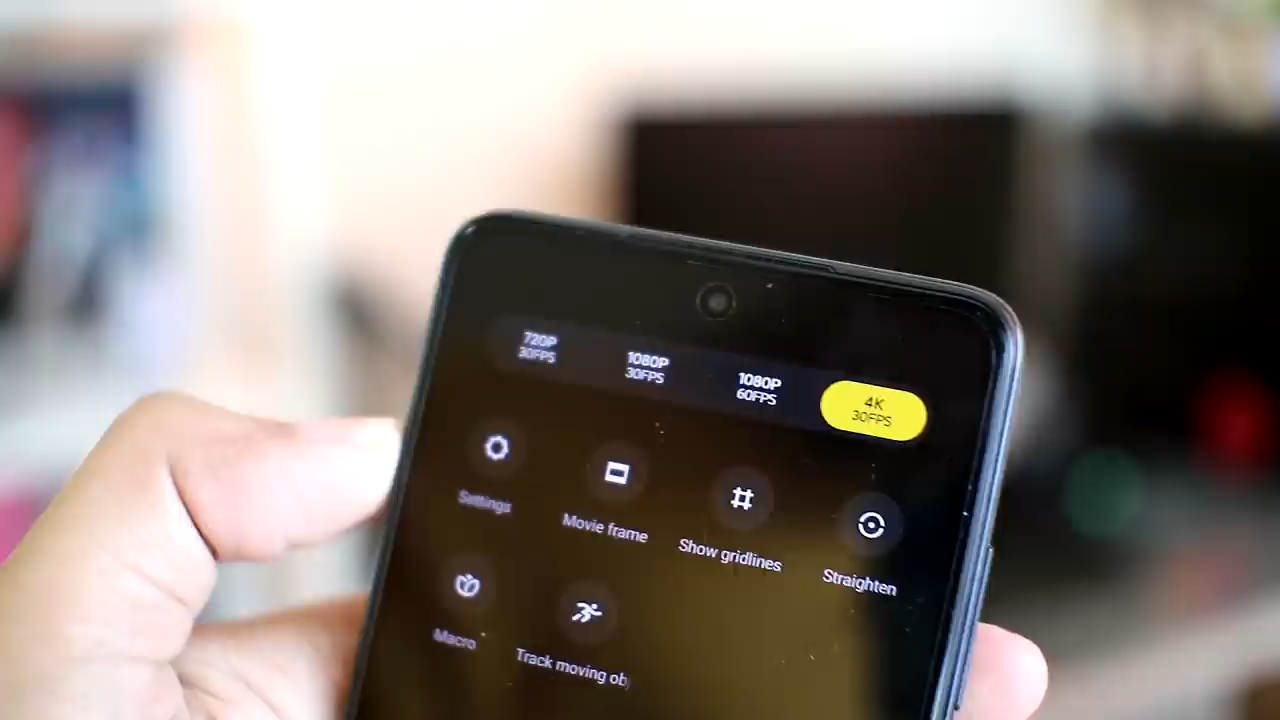 720P
30FPS
1080P
30FPS
1080P
60FPS
4K
30FPS
Settings
Movie frame
Show gridlines
Straighten
Macro
Track moving ob